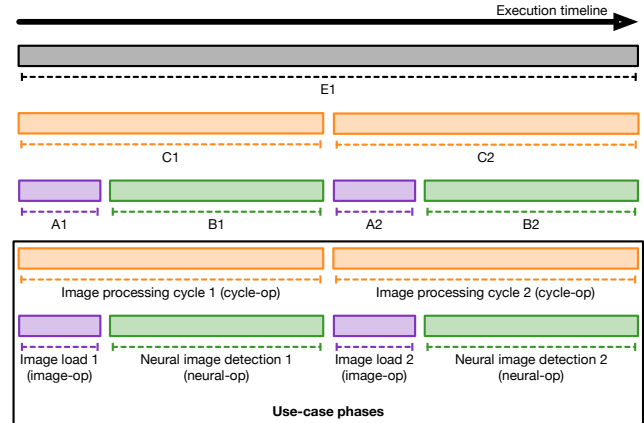 Execution timeline
E1
C1 C2
A1 B1 A2 B2
Image processing cycle 1 (cycle-op) Image processing cycle 2 (cycle-op)
Image load 1 Neural image detection 1 Image load 2 Neural image detection 2
(image-op) (neural-op) (image-op) (neural-op)
Use-case phases